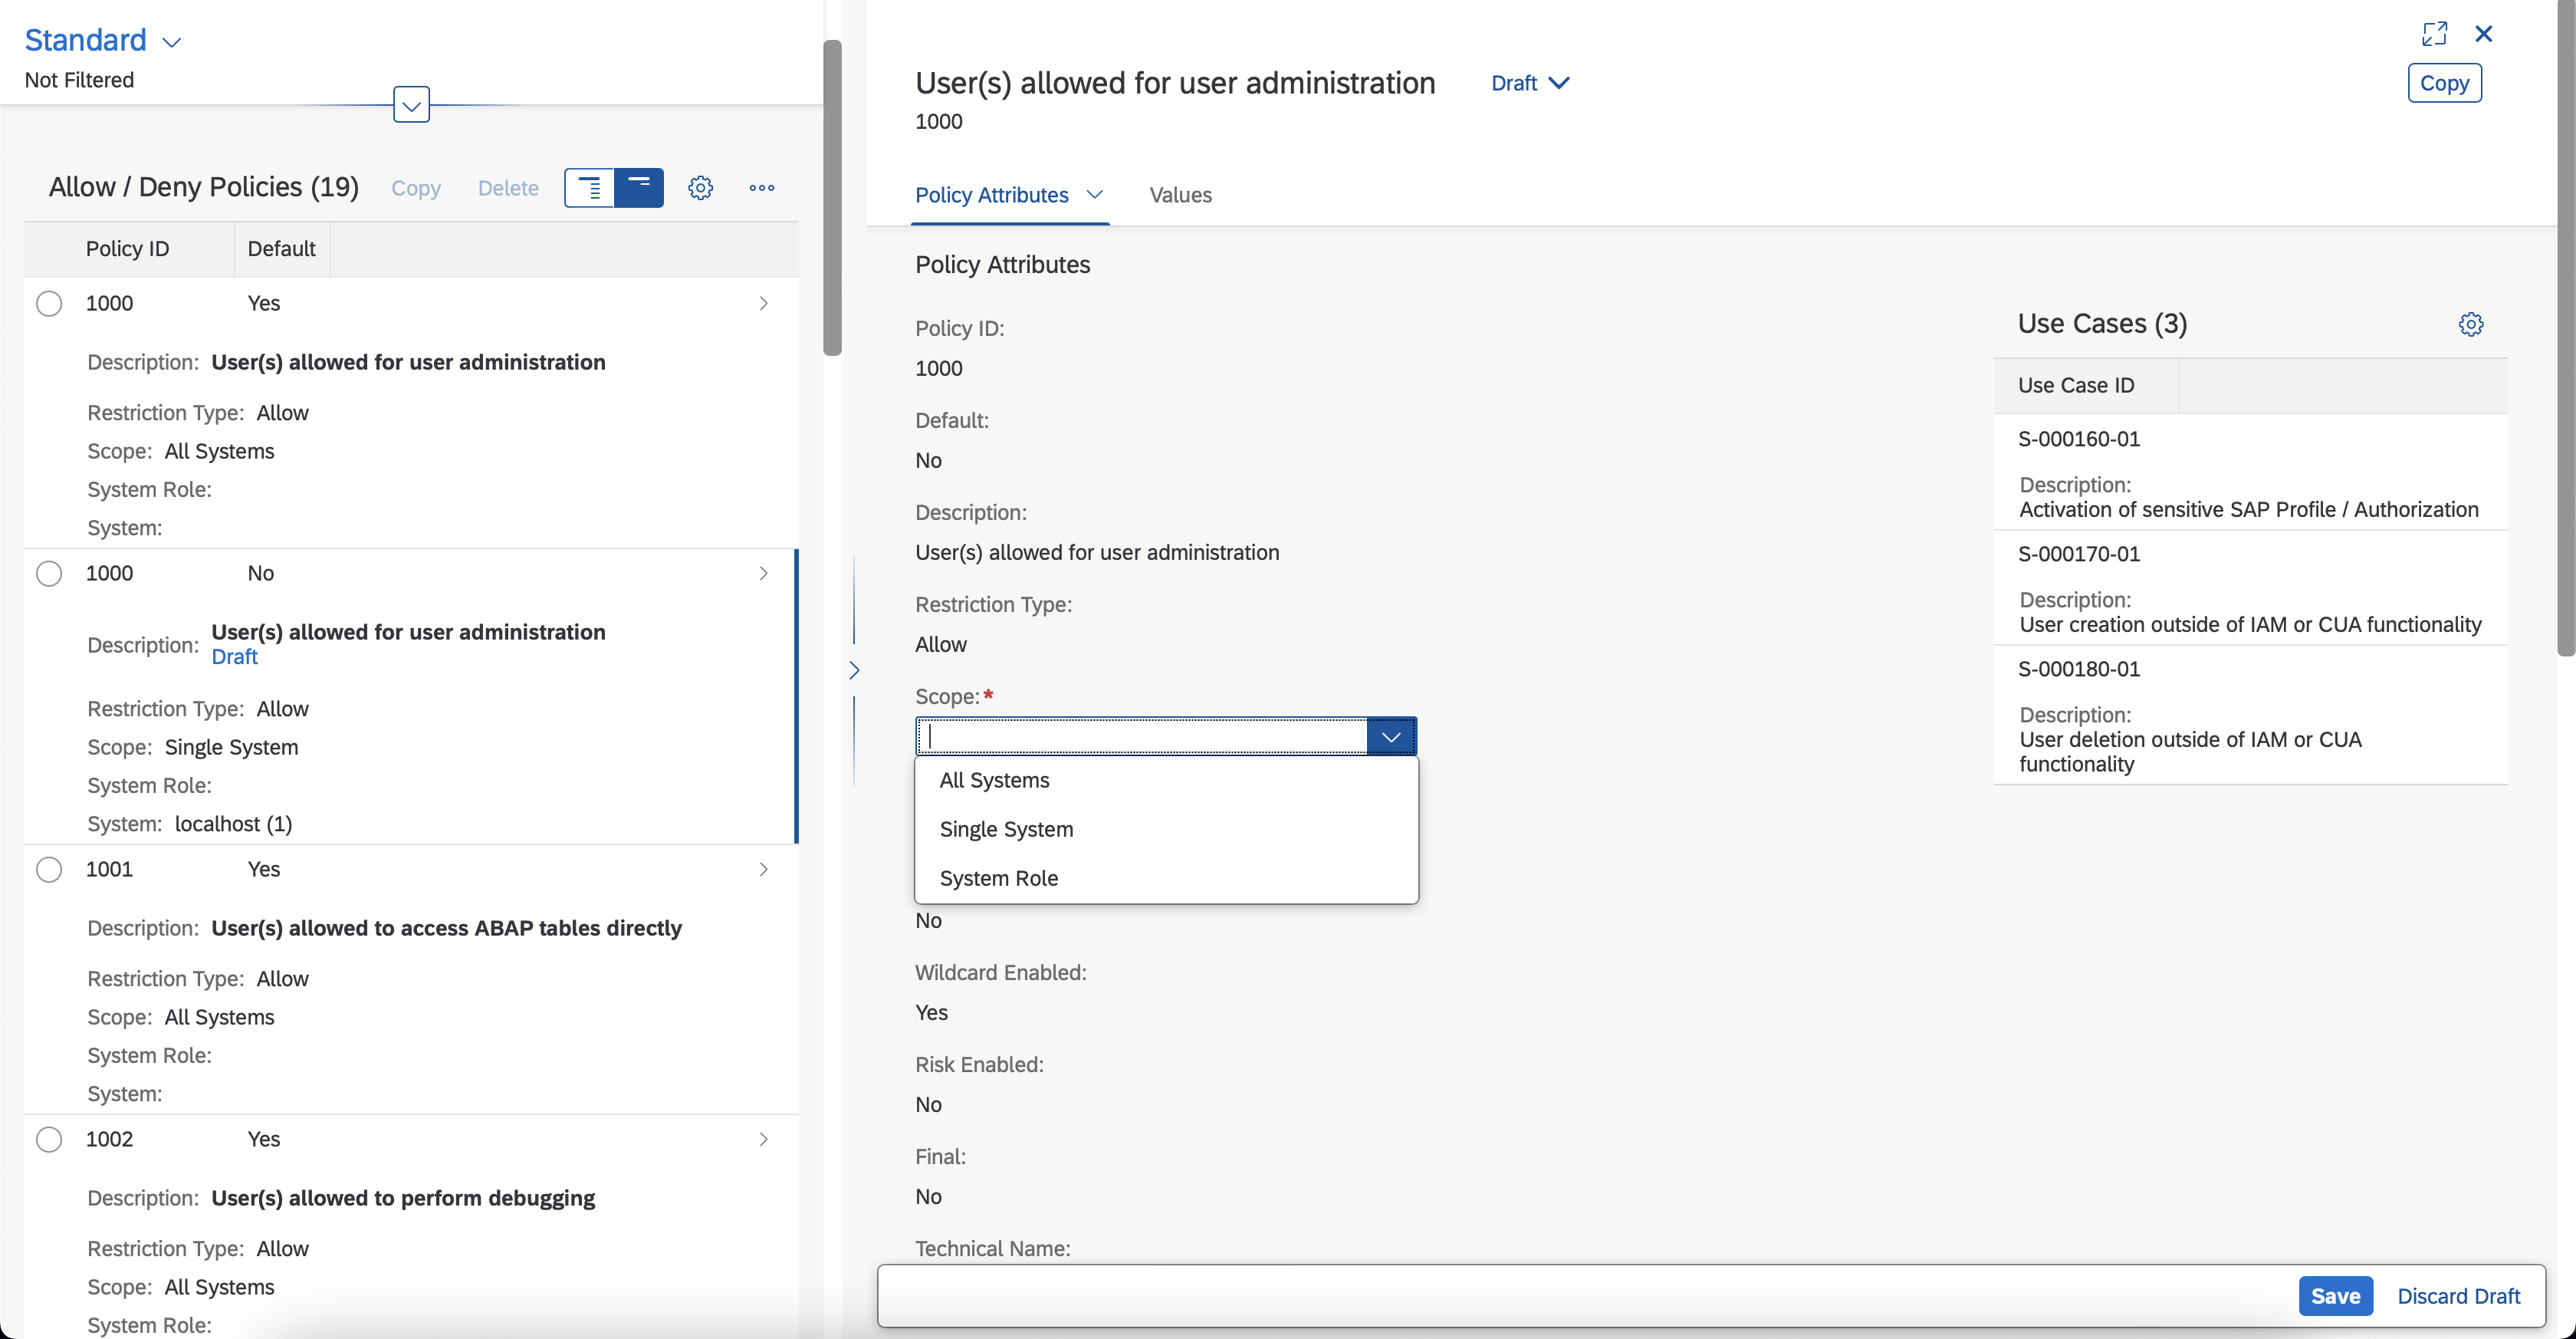 Standard
Not Filtered
Allow / Deny Policies (19)
Copy
Delete
Policy ID
Default
1000
Yes
Description: User(s) allowed for user administration
Restriction Type: Allow
Scope: All Systems
System Role:
System:
1000
No
Description: User(s) allowed for user administration
Draft
Restriction Type: Allow
Scope: Single System
System Role:
System: localhost (1)
1001
Yes
Description: User(s) allowed to access ABAP tables directly
Restriction Type: Allow
Scope: All Systems
System Role:
System:
1002
Yes
Description: User(s) allowed to perform debugging
Restriction Type: Allow
Scope: All Systems
System Role:
User(s) allowed for user administration
Draft
Copy
1000
Policy Attributes
Values
Policy Attributes
Policy ID:
1000
Default:
No
Description:
User(s) allowed for user administration
Restriction Type:
Allow
Scope:*
All Systems
Single System
System Role
No
Wildcard Enabled:
Yes
Risk Enabled:
No
Final:
No
Technical Name:
Use Cases (3)
Use Case ID
S-000160-01
Description:
Activation of sensitive SAP Profile / Authorization
S-000170-01
Description:
User creation outside of IAM or CUA functionality
S-000180-01
Description:
User deletion outside of IAM or CUA
functionality
Save
Discard Draft